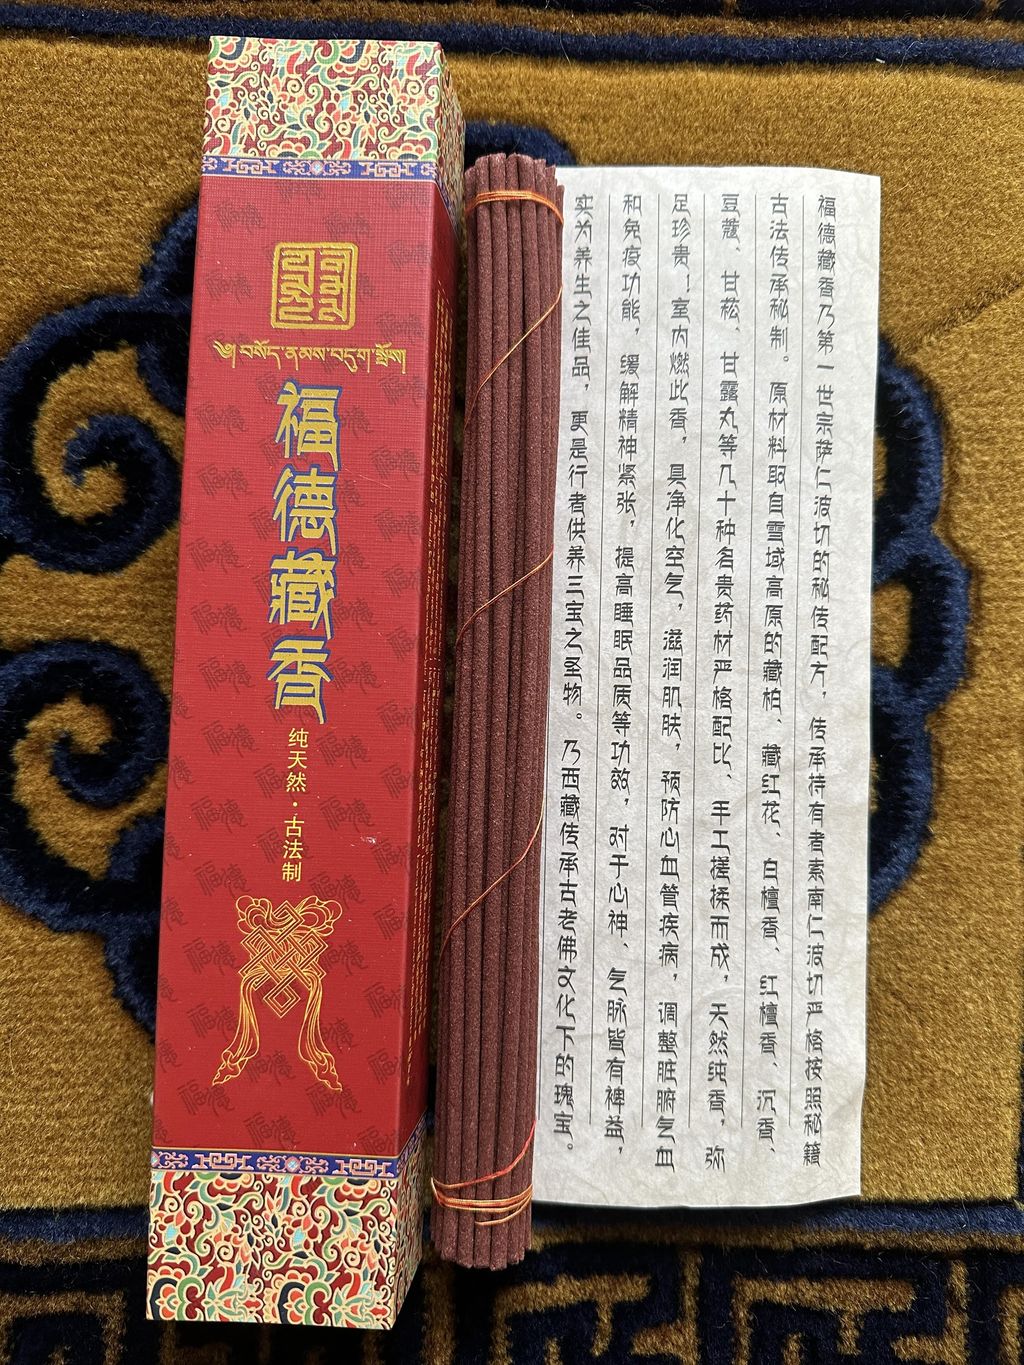 ༄༅། བསོད་ནམས་བདུག་སྤོས།
福德藏香
纯天然·古法制
福德藏香乃第一世宗萨仁波切的秘传配方，传承持有者索南仁波切严格按照秘籍
古法传承秘制。原材料取自雪域高原的藏柏、藏红花、白檀香、红檀香、沉香、
豆蔻、甘菘、甘露丸等几十种名贵药材严格配比、手工搓揉而成，天然纯香，弥
足珍贵！室内燃此香，具净化空气，滋润肌肤，预防心血管疾病，调整脏腑气血
和免疫功能，缓解精神紧张，提高睡眠品质等功效，对于心神、气脉皆有裨益，
实为养生之佳品，更是行者供养三宝之圣物。乃西藏传承古老佛文化下的瑰宝。